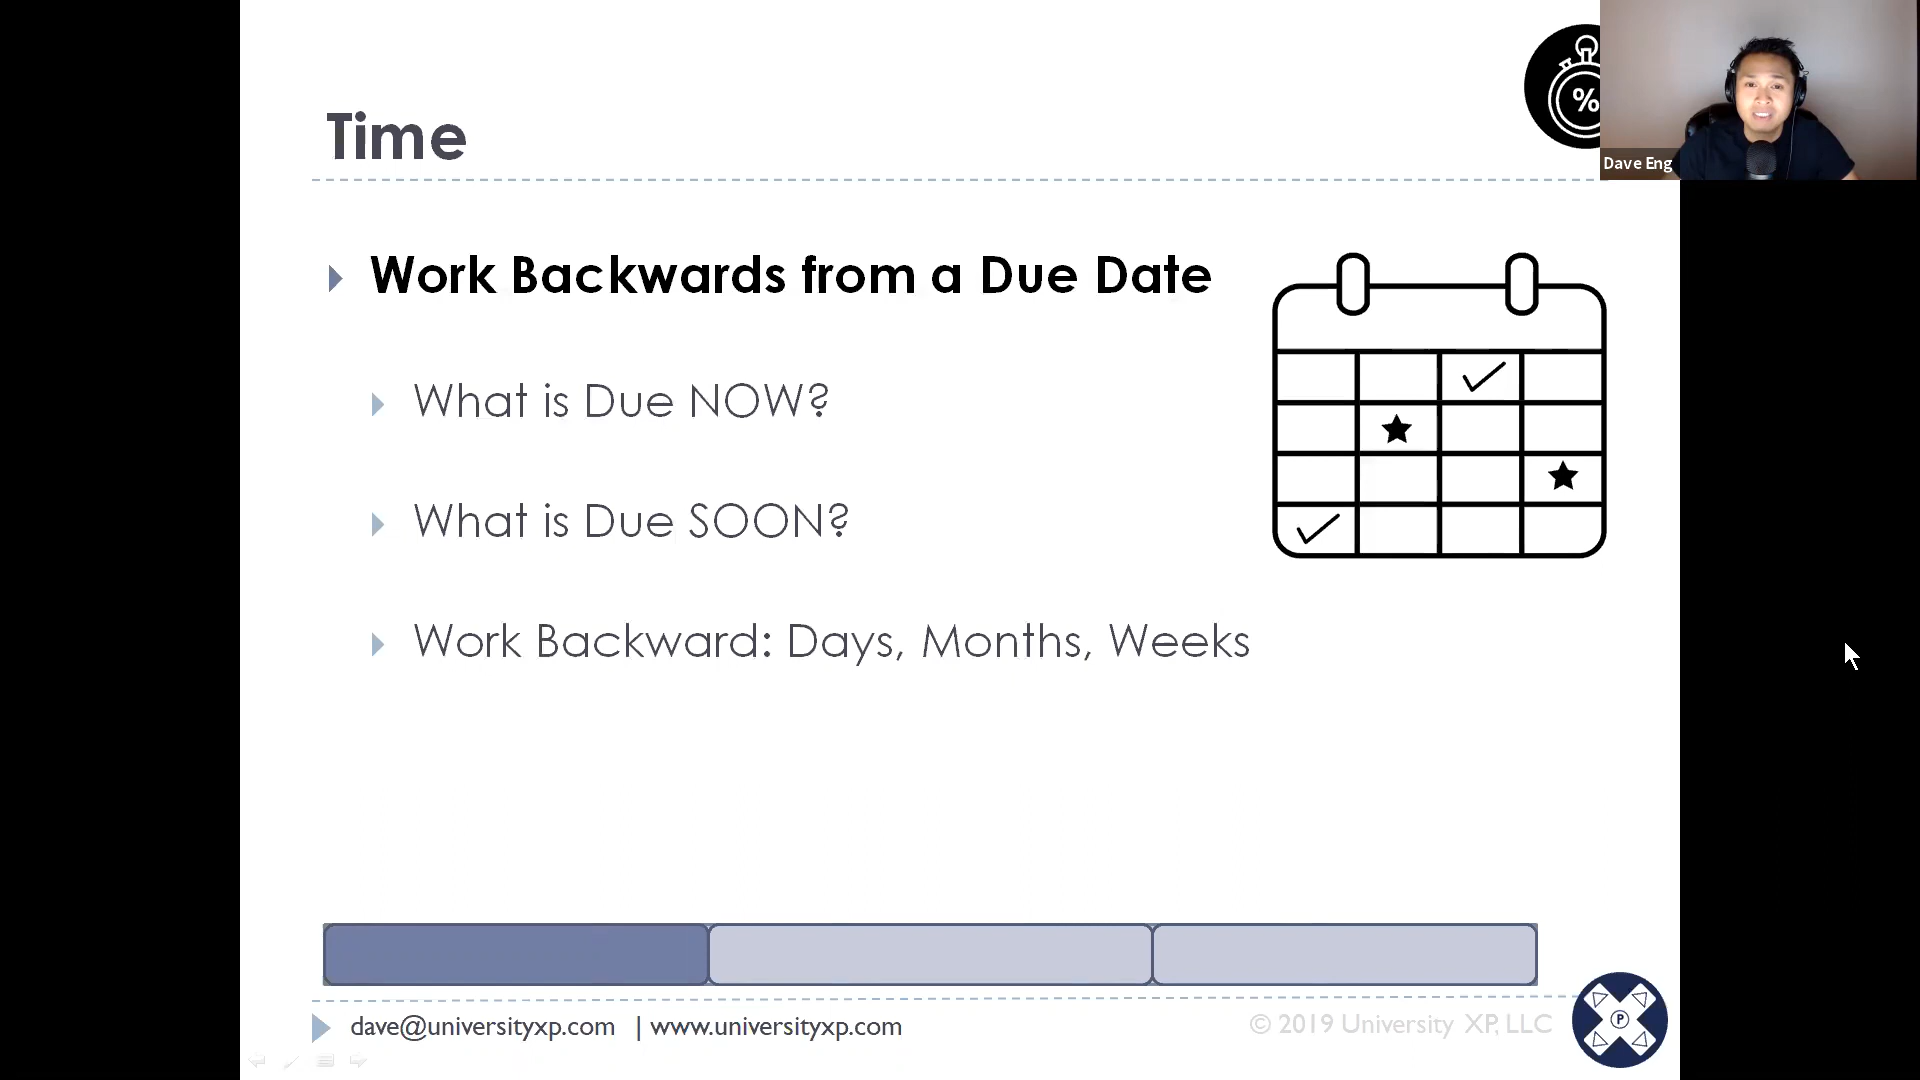 Time
%
Dave Eng
Work Backwards from a Due Date
What is Due NOW?
What is Due SOON?
Work Backward: Days, Months, Weeks
dave@universityxp.com | www.universityxp.com
© 2019 University XP, LLC
P